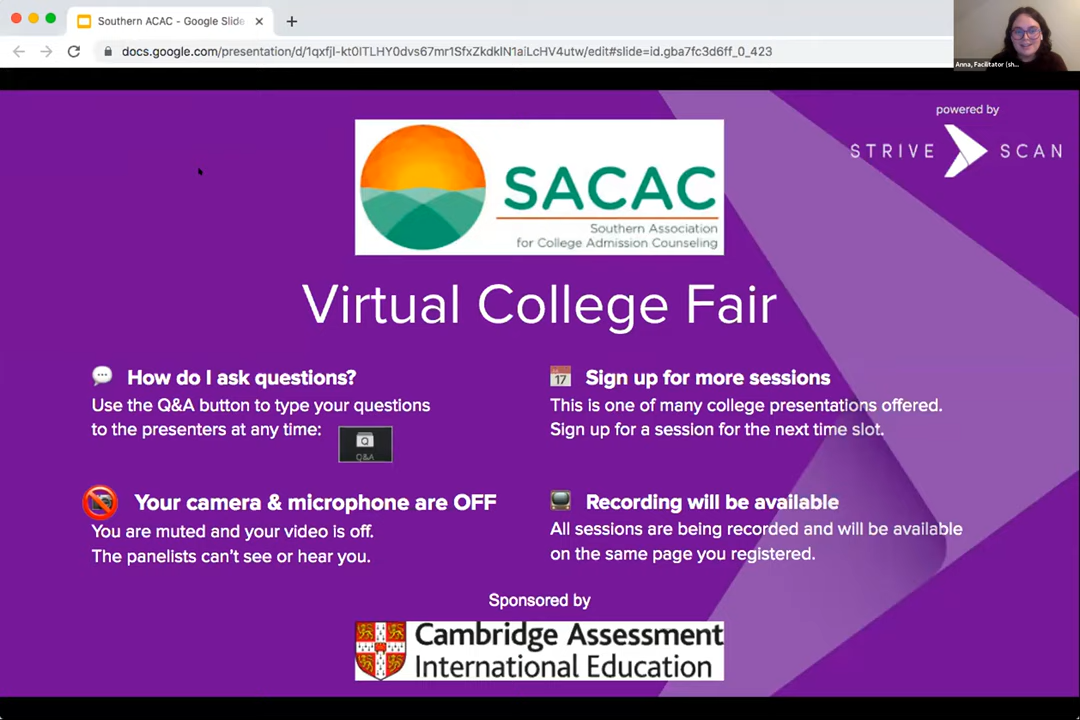 Southern ACAC - Google Slide
docs.google.com/presentation/d/1qxfjI-kt0ITLHY0dvs67mr1SfxZkdkIN1aiLcHV4utw/edit#slide=id.gba7fc3d6ff_0_423
Anna, Facilitator (sh...
powered by
STRIVE SCAN
SACAC
Southern Association
for College Admission Counseling
Virtual College Fair
How do I ask questions?
Use the Q&A button to type your questions
to the presenters at any time:
Q
Q&A
17
Sign up for more sessions
This is one of many college presentations offered.
Sign up for a session for the next time slot.
Your camera & microphone are OFF
You are muted and your video is off.
The panelists can't see or hear you.
Recording will be available
All sessions are being recorded and will be available
on the same page you registered.
Sponsored by
Cambridge Assessment
International Education